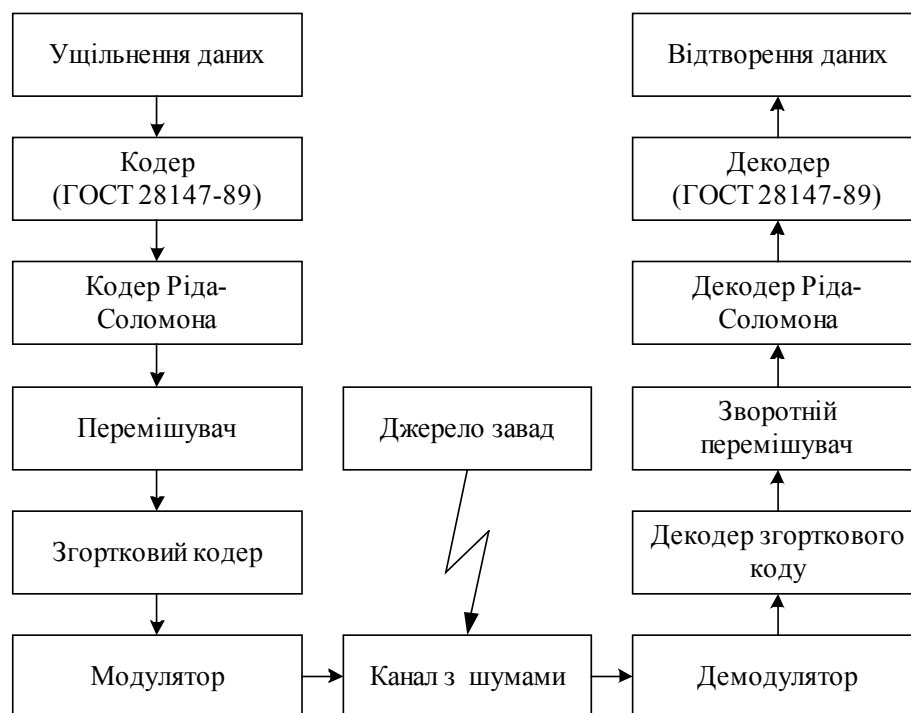 Ущільнення даних
Кодер
(ГОСТ 28147-89)
Кодер Ріда-
Соломона
Перемішувач
Згортковий кодер
Модулятор
Джерело завад
Канал з шумами
Відтворення даних
Декодер
(ГОСТ 28147-89)
Декодер Ріда-
Соломона
Зворотній
перемішувач
Декодер згорткового
коду
Демодулятор